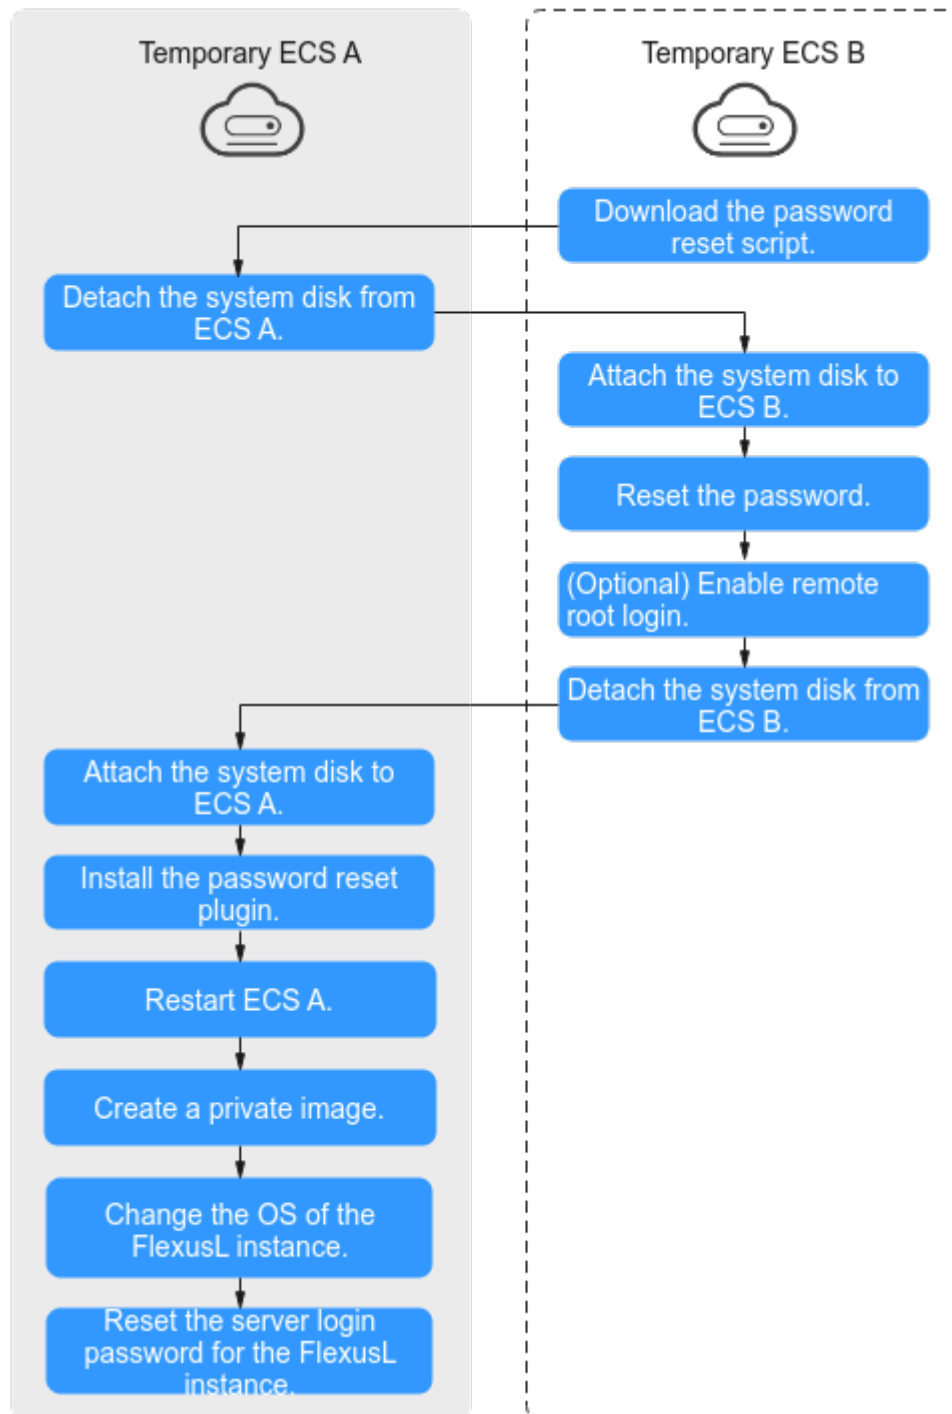 Temporary ECS A
Temporary ECS B
Download the password
reset script.
Detach the system disk from
ECS A.
Attach the system disk to
ECS B.
Reset the password.
(Optional) Enable remote
root login.
Detach the system disk from
ECS B.
Attach the system disk to
ECS A.
Install the password reset
plugin.
Restart ECS A.
Create a private image.
Change the OS of the
FlexusL instance.
Reset the server login
password for the FlexusL
instance.